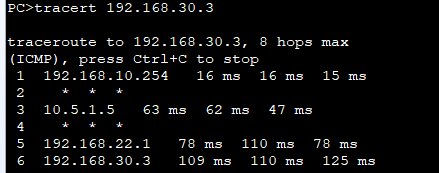 PC>tracert 192.168.30.3
traceroute to 192.168.30.3, 8 hops max
(ICMP), press Ctrl+C to stop
1 192.168.10.254 16 ms 16 ms 15 ms
2 * * *
3 10.5.1.5 63 ms 62 ms 47 ms
4 * * *
5 192.168.22.1 78 ms 110 ms 78 ms
6 192.168.30.3 109 ms 110 ms 125 ms